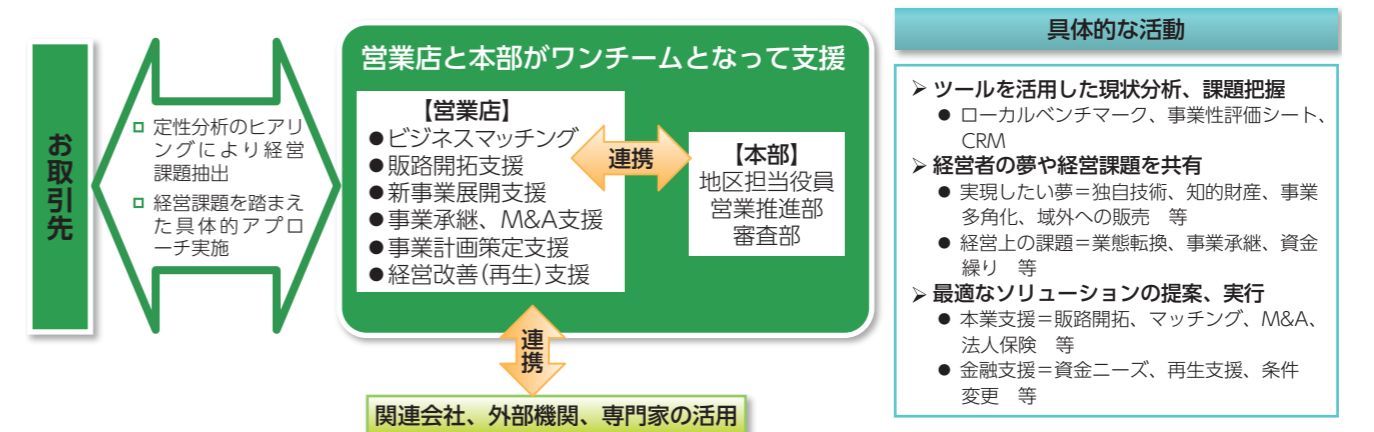 お取引先
□ 定性分析のヒアリ
ングにより経営
課題抽出
□ 経営課題を踏まえ
た具体的アプロ
ーチ実施
営業店と本部がワンチームとなって支援
【営業店】
●ビジネスマッチング
●販路開拓支援
●新事業展開支援
●事業承継、M&A支援
●事業計画策定支援
●経営改善(再生)支援
連携
【本部】
地区担当役員
営業推進部
審査部
連携
関連会社、外部機関、専門家の活用
具体的な活動
➢ ツールを活用した現状分析、課題把握
● ローカルベンチマーク、事業性評価シート、
CRM
➢ 経営者の夢や経営課題を共有
● 実現したい夢=独自技術、知的財産、事業
多角化、域外への販売 等
● 経営上の課題=業態転換、事業承継、資金
繰り 等
➢ 最適なソリューションの提案、実行
● 本業支援=販路開拓、マッチング、M&A、
法人保険 等
● 金融支援=資金ニーズ、再生支援、条件
変更 等